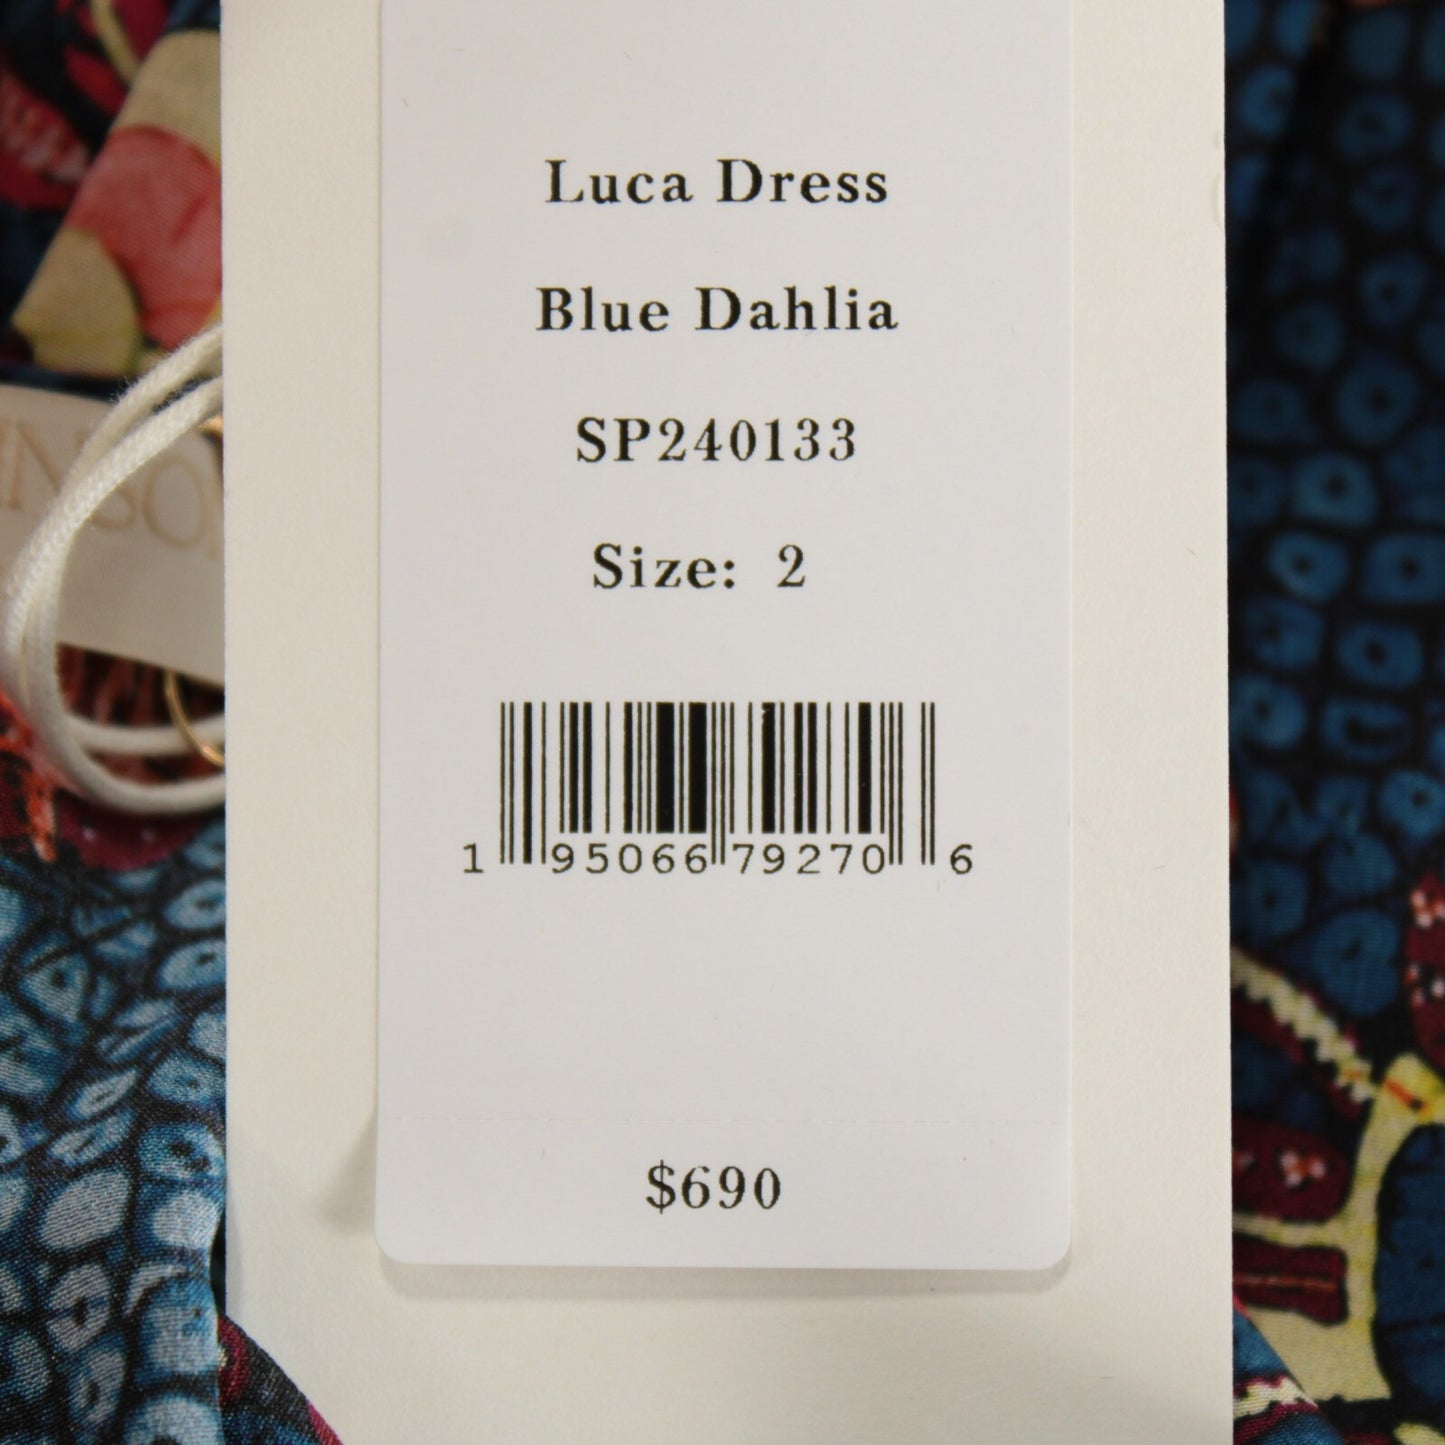 Luca Dress
Blue Dahlia
SP240133
Size: 2
1 95066 79270 6
$690